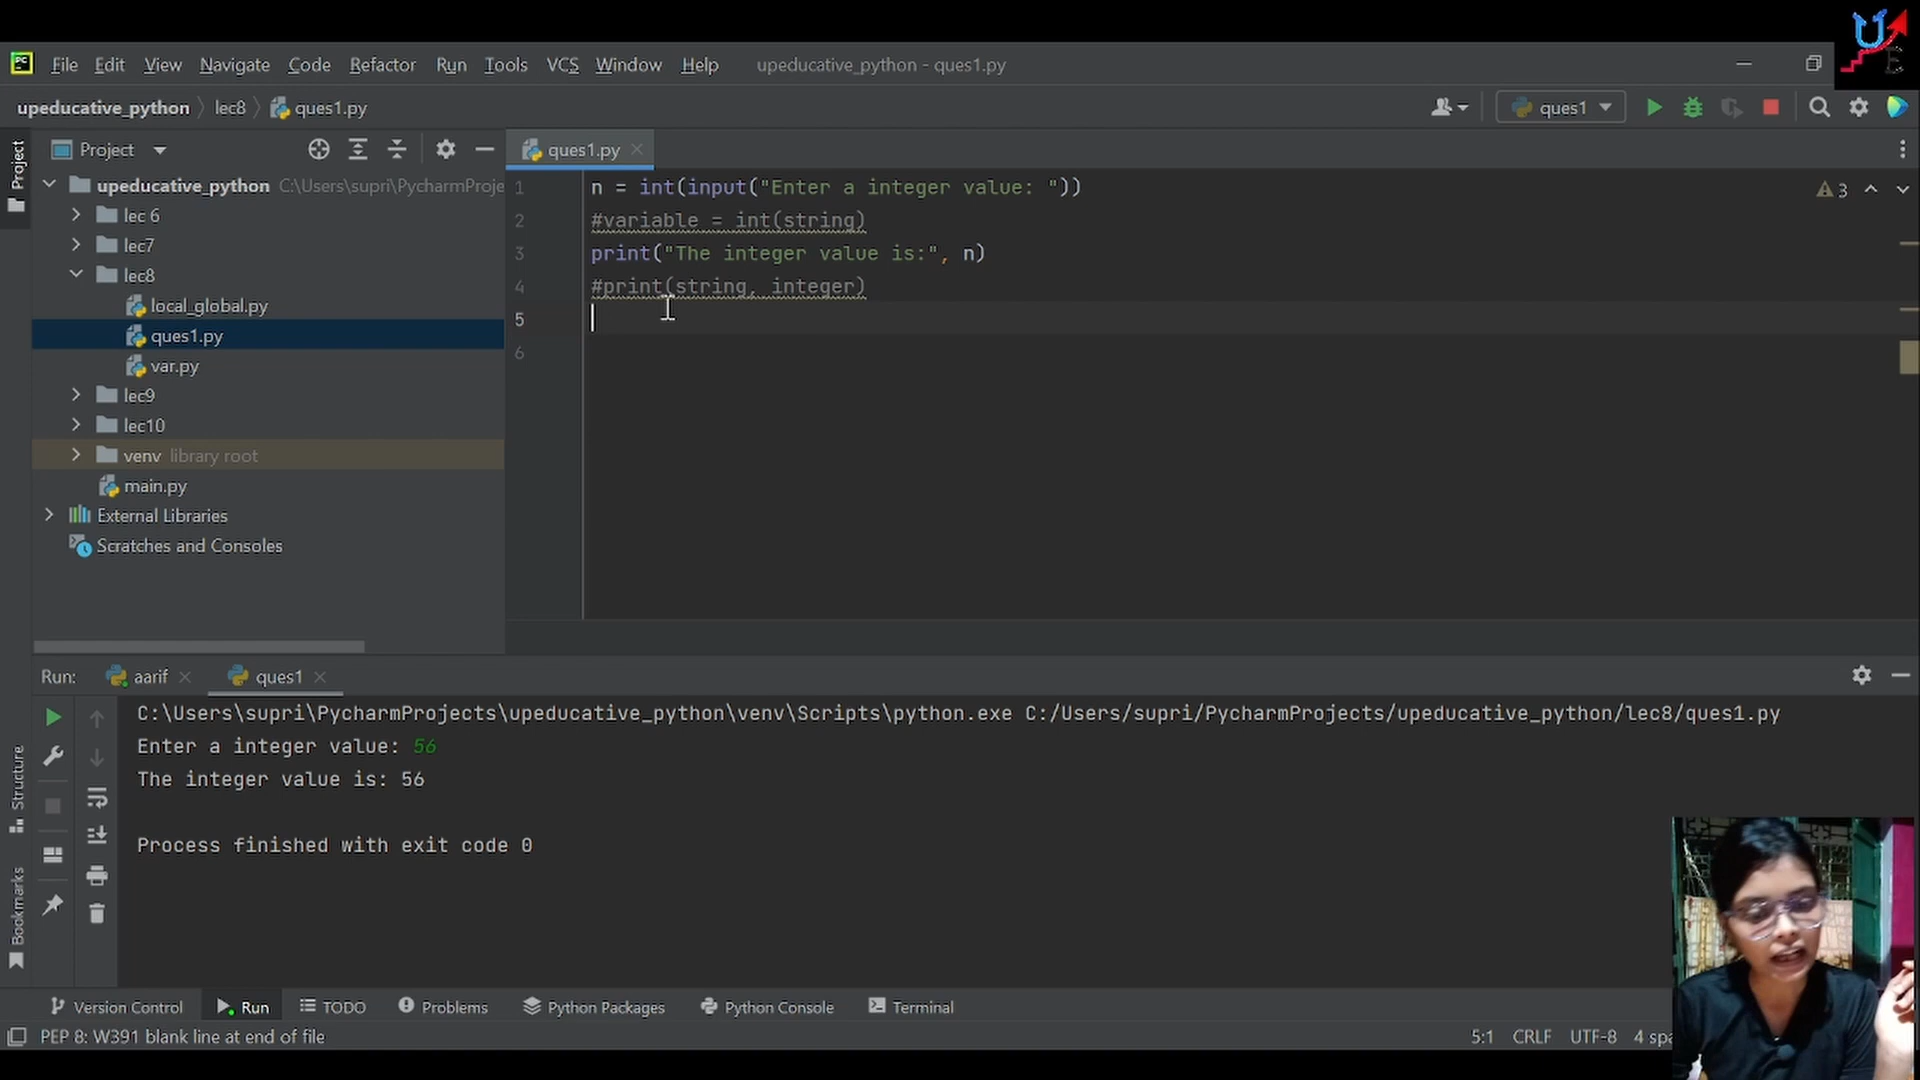 File Edit View Navigate Code Refactor Run Tools VCS Window Help upeducative_python - ques1.py
upeducative_python lec8 ques1.py
ques1
Project
Project
ques1.py
upeducative_python C:\Users\supri\PycharmProje
lec 6
lec7
lec8
local_global.py
ques1.py
var.py
lec9
lec10
venv library root
main.py
External Libraries
Scratches and Consoles
1 n = int(input("Enter a integer value: "))
2 #variable = int(string)
3 print("The integer value is:", n)
4 #print(string, integer)
5
6
3
Run: aarif ques1
C:\Users\supri\PycharmProjects\upeducative_python\venv\Scripts\python.exe C:/Users/supri/PycharmProjects/upeducative_python/lec8/ques1.py
Enter a integer value: 56
The integer value is: 56
Process finished with exit code 0
Structure
Bookmarks
Version Control Run TODO Problems Python Packages Python Console Terminal
PEP 8: W391 blank line at end of file
5:1 CRLF UTF-8 4 spa